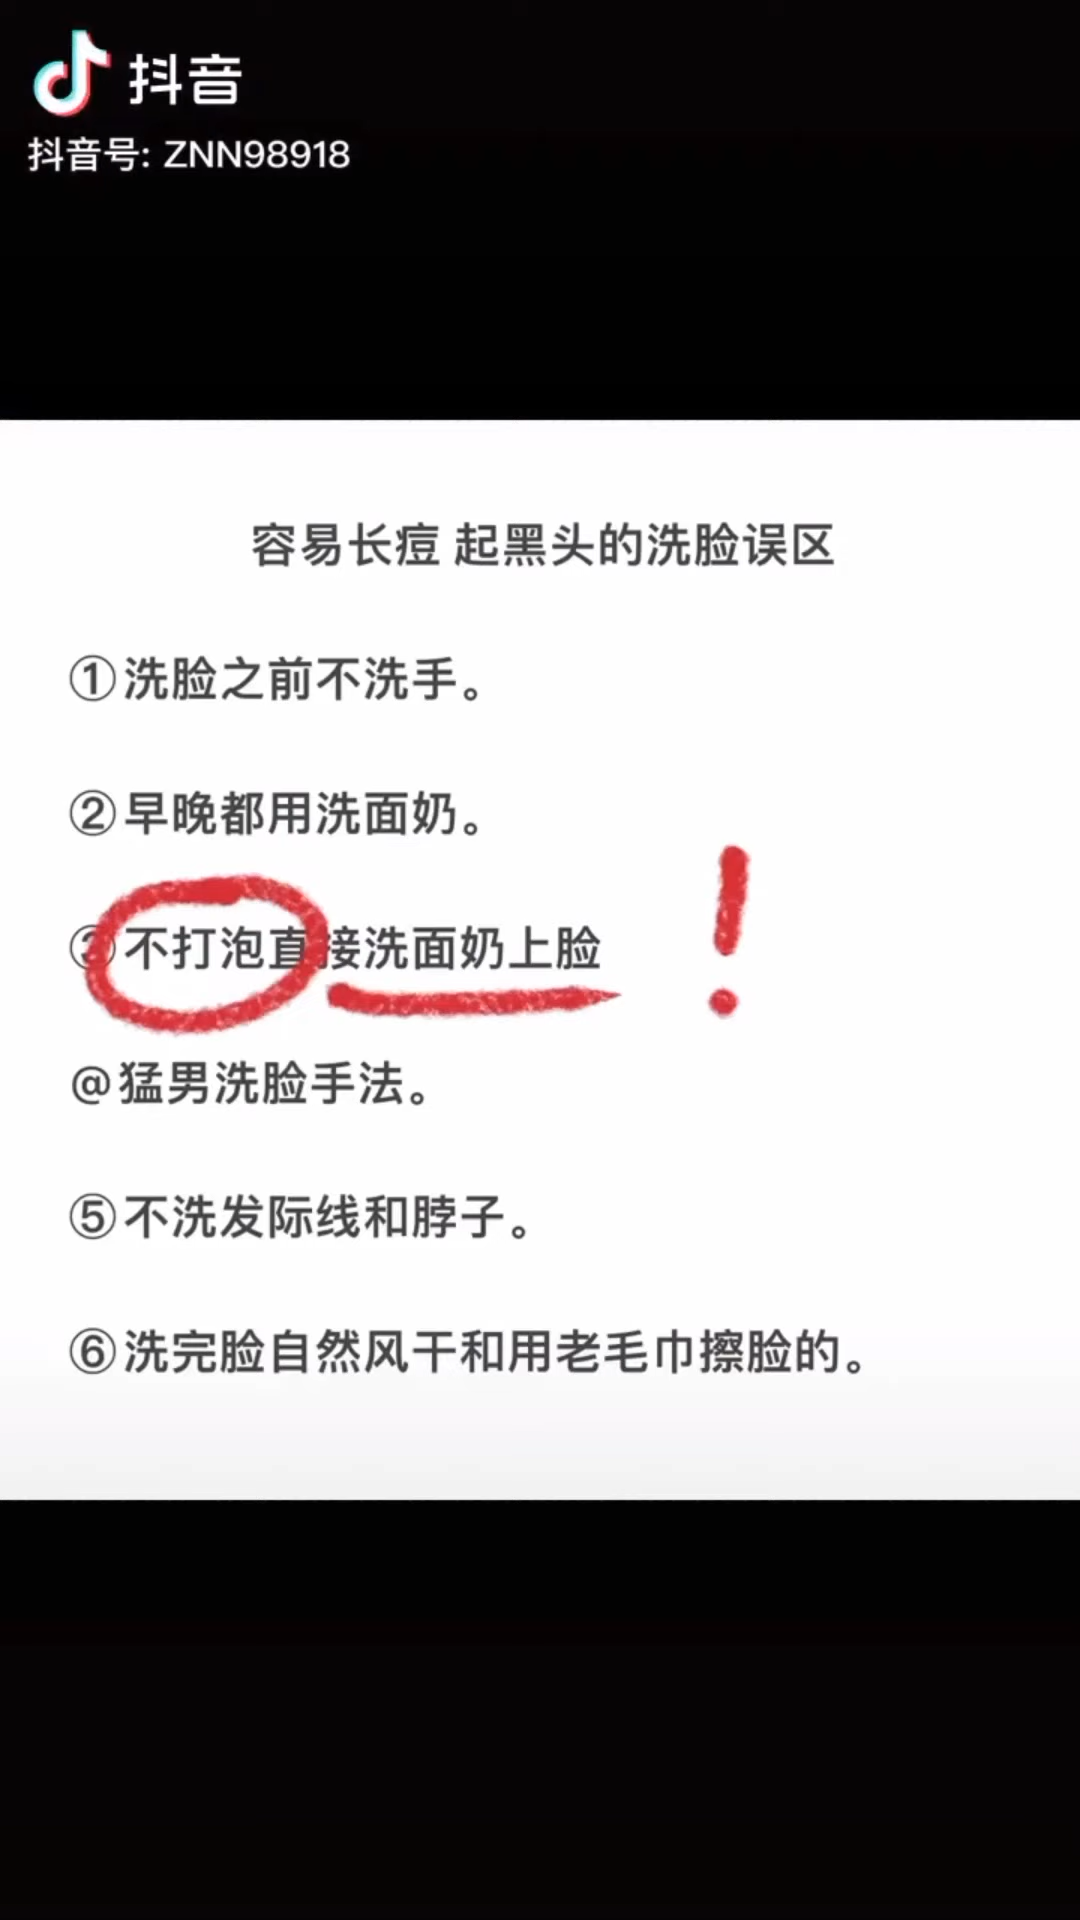 抖音
抖音号: ZNN98918
容易长痘 起黑头的洗脸误区
①洗脸之前不洗手。
②早晚都用洗面奶。
③不打泡直接洗面奶上脸
!
@猛男洗脸手法。
⑤不洗发际线和脖子。
⑥洗完脸自然风干和用老毛巾擦脸的。